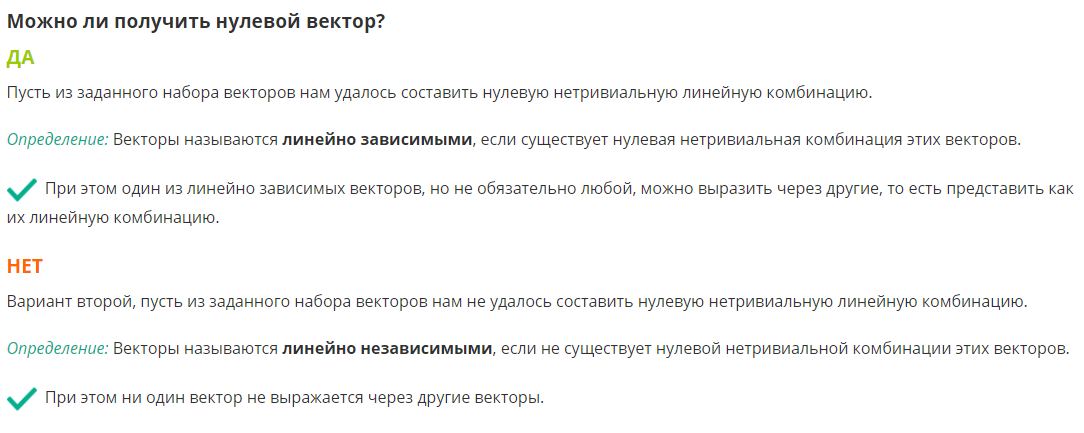 Можно ли получить нулевой вектор?
ДА
Пусть из заданного набора векторов нам удалось составить нулевую нетривиальную линейную комбинацию.
Определение: Векторы называются линейно зависимыми, если существует нулевая нетривиальная комбинация этих векторов.
При этом один из линейно зависимых векторов, но не обязательно любой, можно выразить через другие, то есть представить как
их линейную комбинацию.
НЕТ
Вариант второй, пусть из заданного набора векторов нам не удалось составить нулевую нетривиальную линейную комбинацию.
Определение: Векторы называются линейно независимыми, если не существует нулевой нетривиальной комбинации этих векторов.
При этом ни один вектор не выражается через другие векторы.